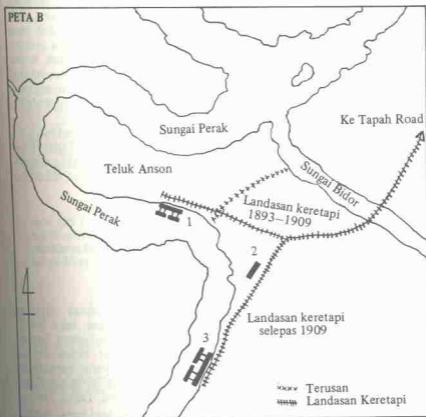 PETA B
Sungai Perak
Ke Tapah Road
Teluk Anson
Sungai Bidor
Sungai Perak
Landasan keretapi
1893–1909
1
2
Landasan keretapi
selepas 1909
3
Terusan
Landasan Keretapi